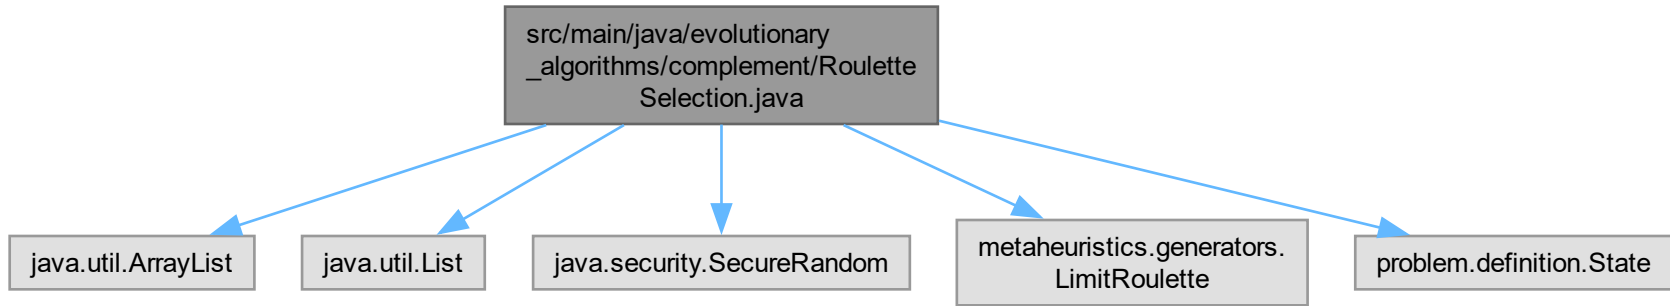 src/main/java/evolutionary
_algorithms/complement/Roulette
Selection.java
java.util.ArrayList
java.util.List
java.security.SecureRandom
metaheuristics.generators.
LimitRoulette
problem.definition.State